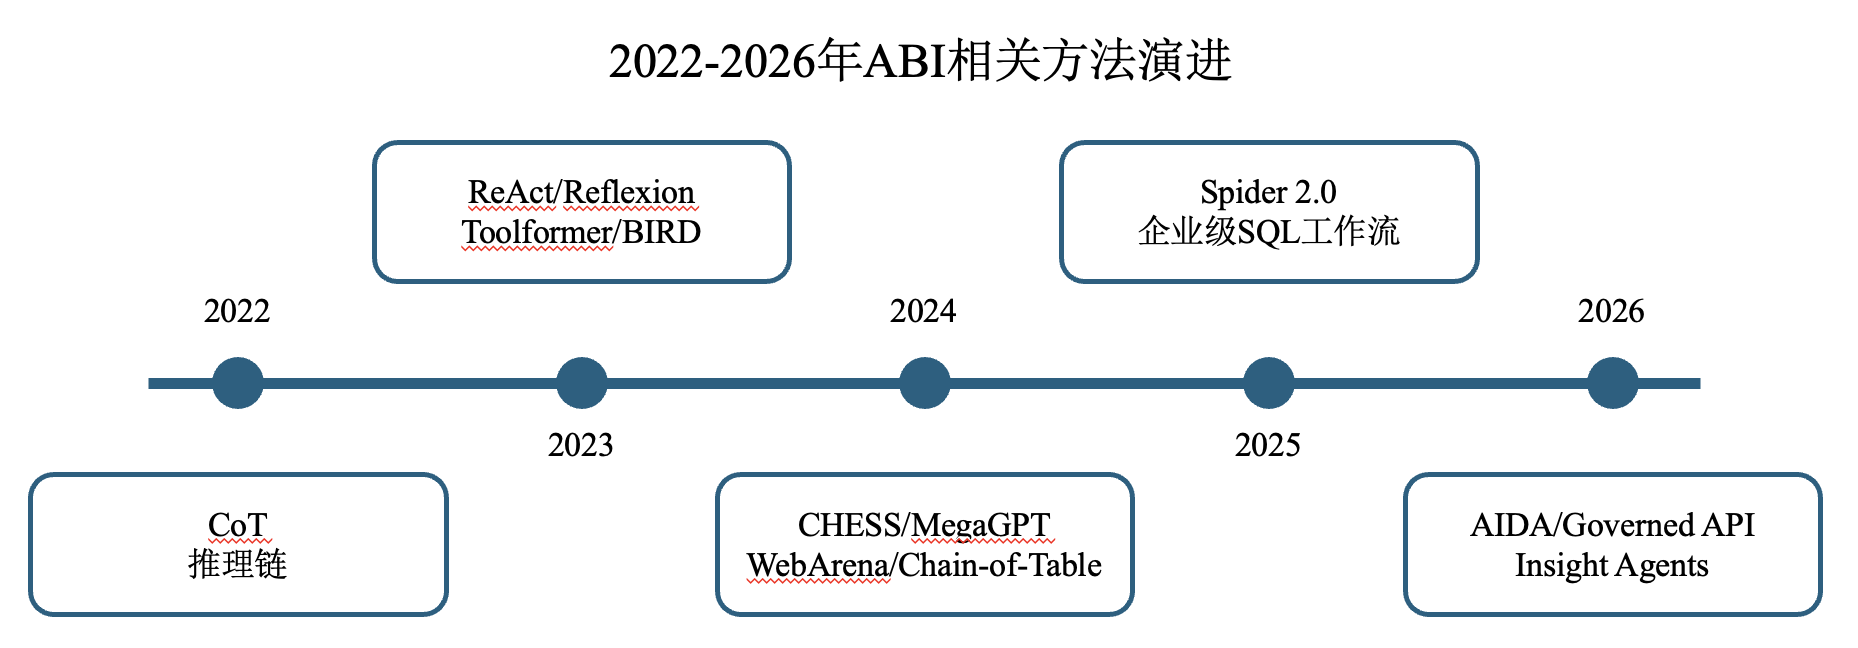 2022-2026年ABI相关方法演进
ReAct/Reflexion
Toolformer/BIRD
Spider 2.0
企业级SQL工作流
2022
2024
2026
2023
2025
CoT
推理链
CHESS/MegaGPT
WebArena/Chain-of-Table
AIDA/Governed API
Insight Agents